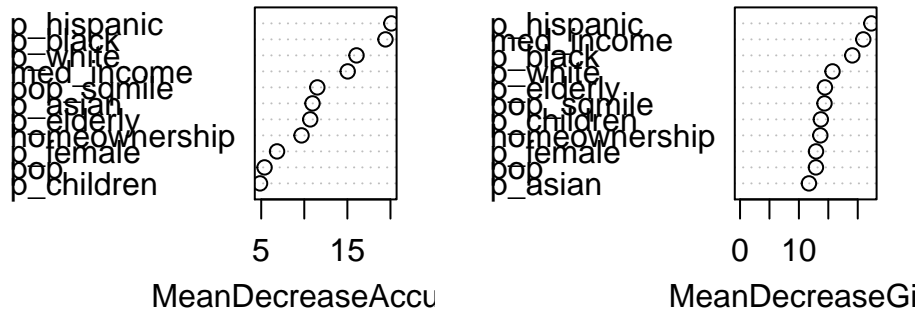 p_hispanic
p_black
p_white
med_income
pop_sqmile
p_asian
p_elderly
homeownership
p_female
pop
p_children
5 15
MeanDecreaseAccu
p_hispanic
med_income
p_black
p_white
p_elderly
pop_sqmile
p_children
homeownership
p_female
pop
p_asian
0 10
MeanDecreaseGi